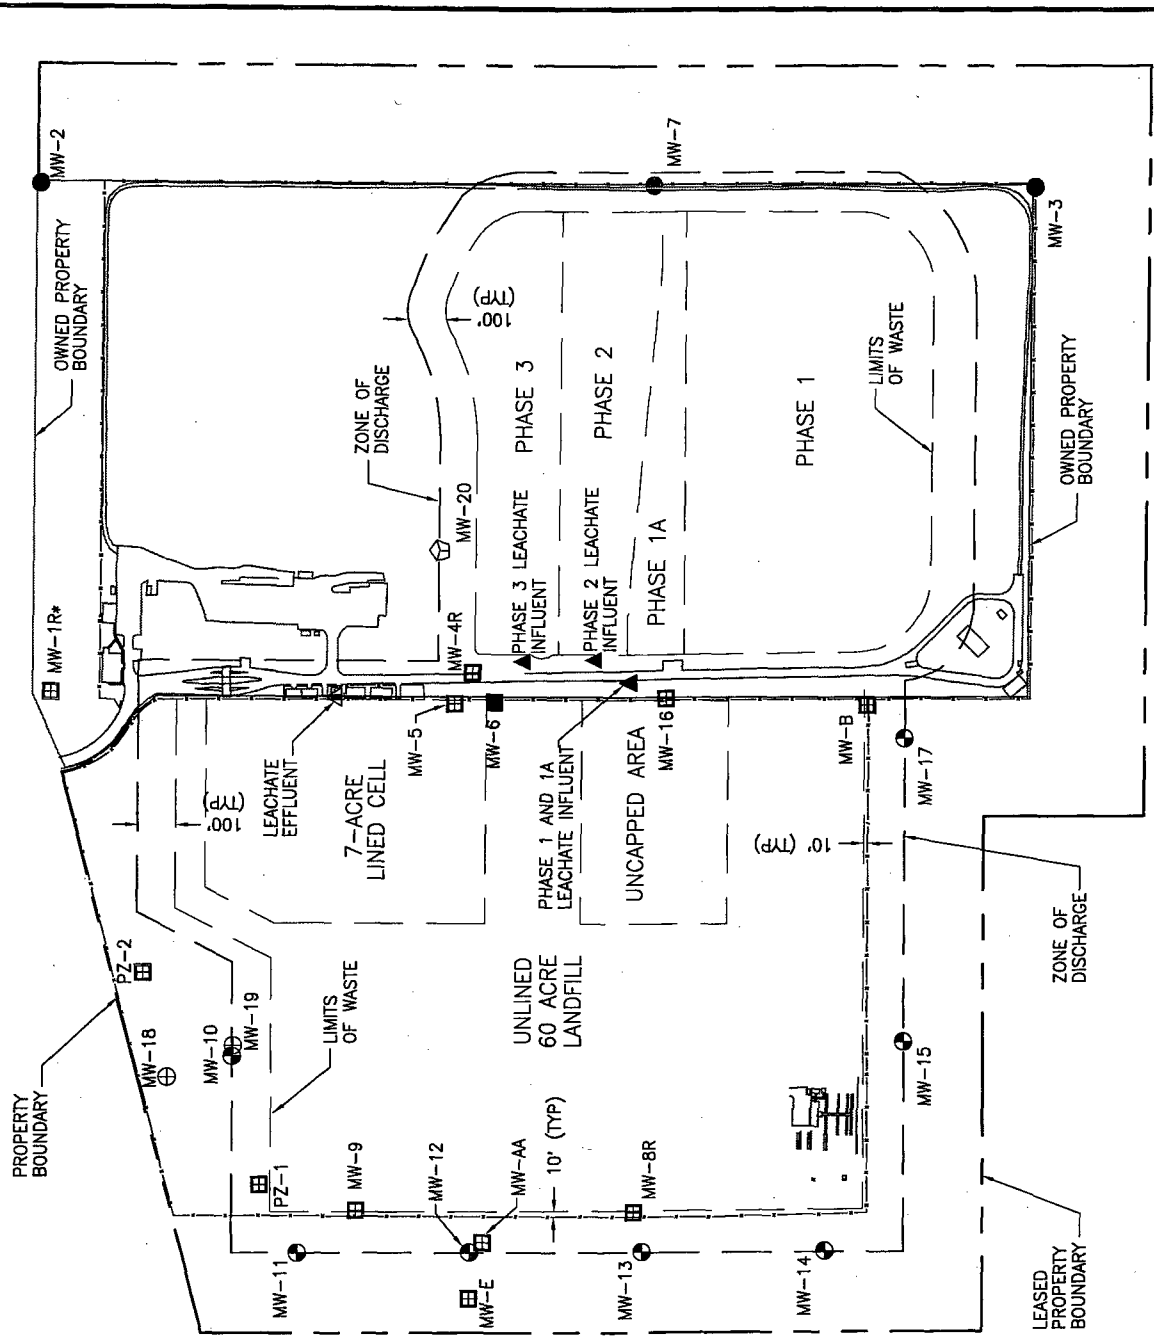 MW-2
OWNED PROPERTY
BOUNDARY
MW-7
MW-3
100'
(TYP)
ZONE OF
DISCHARGE
PHASE 3
PHASE 2
PHASE 1
LIMITS
OF WASTE
OWNED PROPERTY
BOUNDARY
MW-20
PHASE 1A
PHASE 3 LEACHATE
INFLUENT
PHASE 2 LEACHATE
INFLUENT
MW-1R*
MW-4R
MW-5
MW-6
MW-16
MW-B
MW-17
LEACHATE
EFFLUENT
100'
(TYP)
7-ACRE
LINED CELL
PHASE 1 AND 1A
LEACHATE INFLUENT
UNCAPPED AREA
10' (TYP)
ZONE OF
DISCHARGE
PZ-2
MW-18
MW-10
MW-19
LIMITS
OF WASTE
UNLINED
60 ACRE
LANDFILL
MW-15
PROPERTY
BOUNDARY
PZ-1
MW-9
MW-12
MW-AA
10' (TYP)
MW-8R
MW-11
MW-E
MW-13
MW-14
LEASED
PROPERTY
BOUNDARY